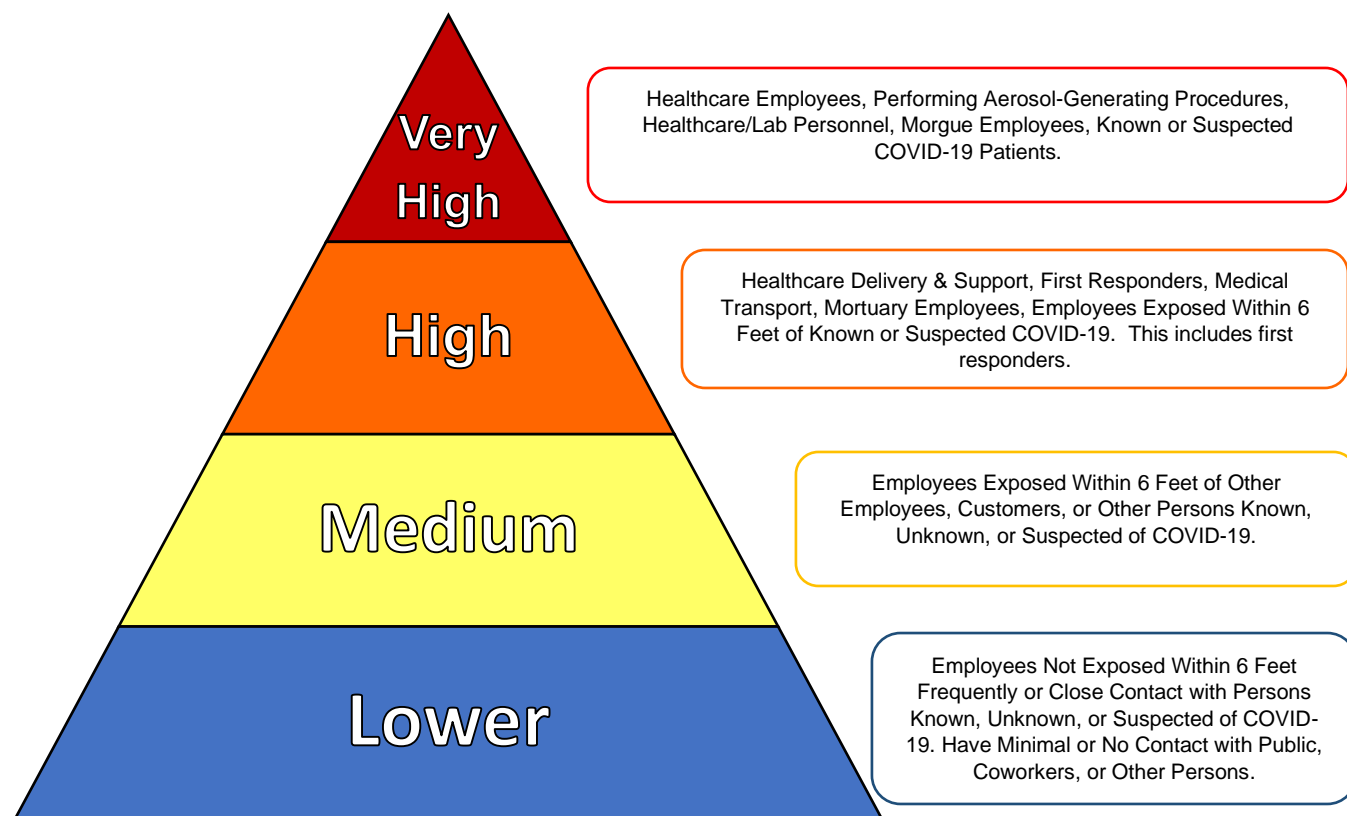 Very
High
Healthcare Employees, Performing Aerosol-Generating Procedures,
Healthcare/Lab Personnel, Morgue Employees, Known or Suspected
COVID-19 Patients.
High
Healthcare Delivery & Support, First Responders, Medical
Transport, Mortuary Employees, Employees Exposed Within 6
Feet of Known or Suspected COVID-19.  This includes first
responders.
Medium
Employees Exposed Within 6 Feet of Other
Employees, Customers, or Other Persons Known,
Unknown, or Suspected of COVID-19.
Lower
Employees Not Exposed Within 6 Feet
Frequently or Close Contact with Persons
Known, Unknown, or Suspected of COVID-
19. Have Minimal or No Contact with Public,
Coworkers, or Other Persons.